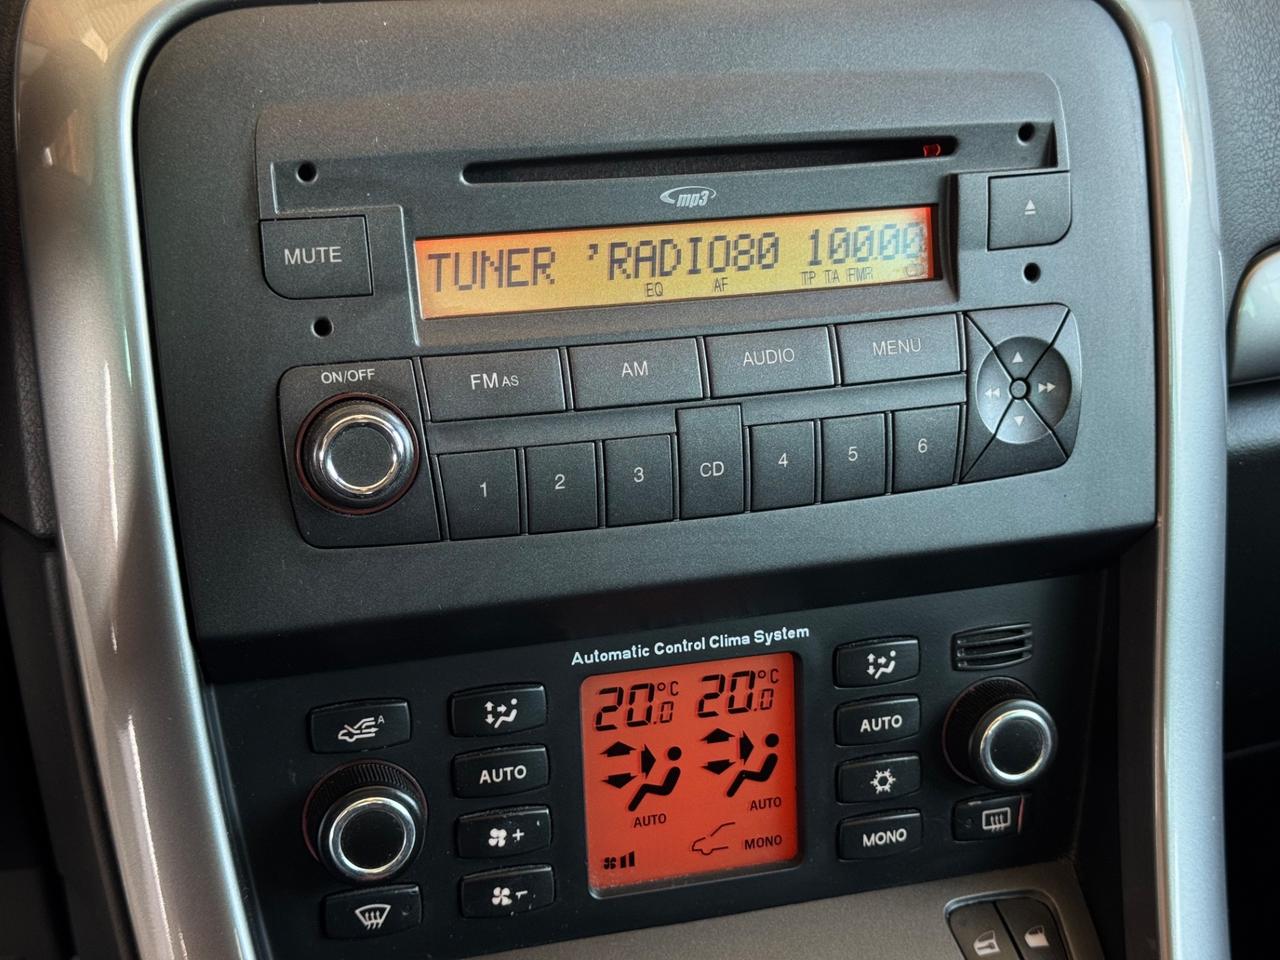 mp3
MUTE
TUNER 'RADIO80 100.00
EQ AF TP TA FMR
ON/OFF
FM AS AM AUDIO MENU
1 2 3 CD 4 5 6
Automatic Control Clima System
20.0°C 20.0°C
A
AUTO
AUTO
AUTO AUTO
MONO
MONO